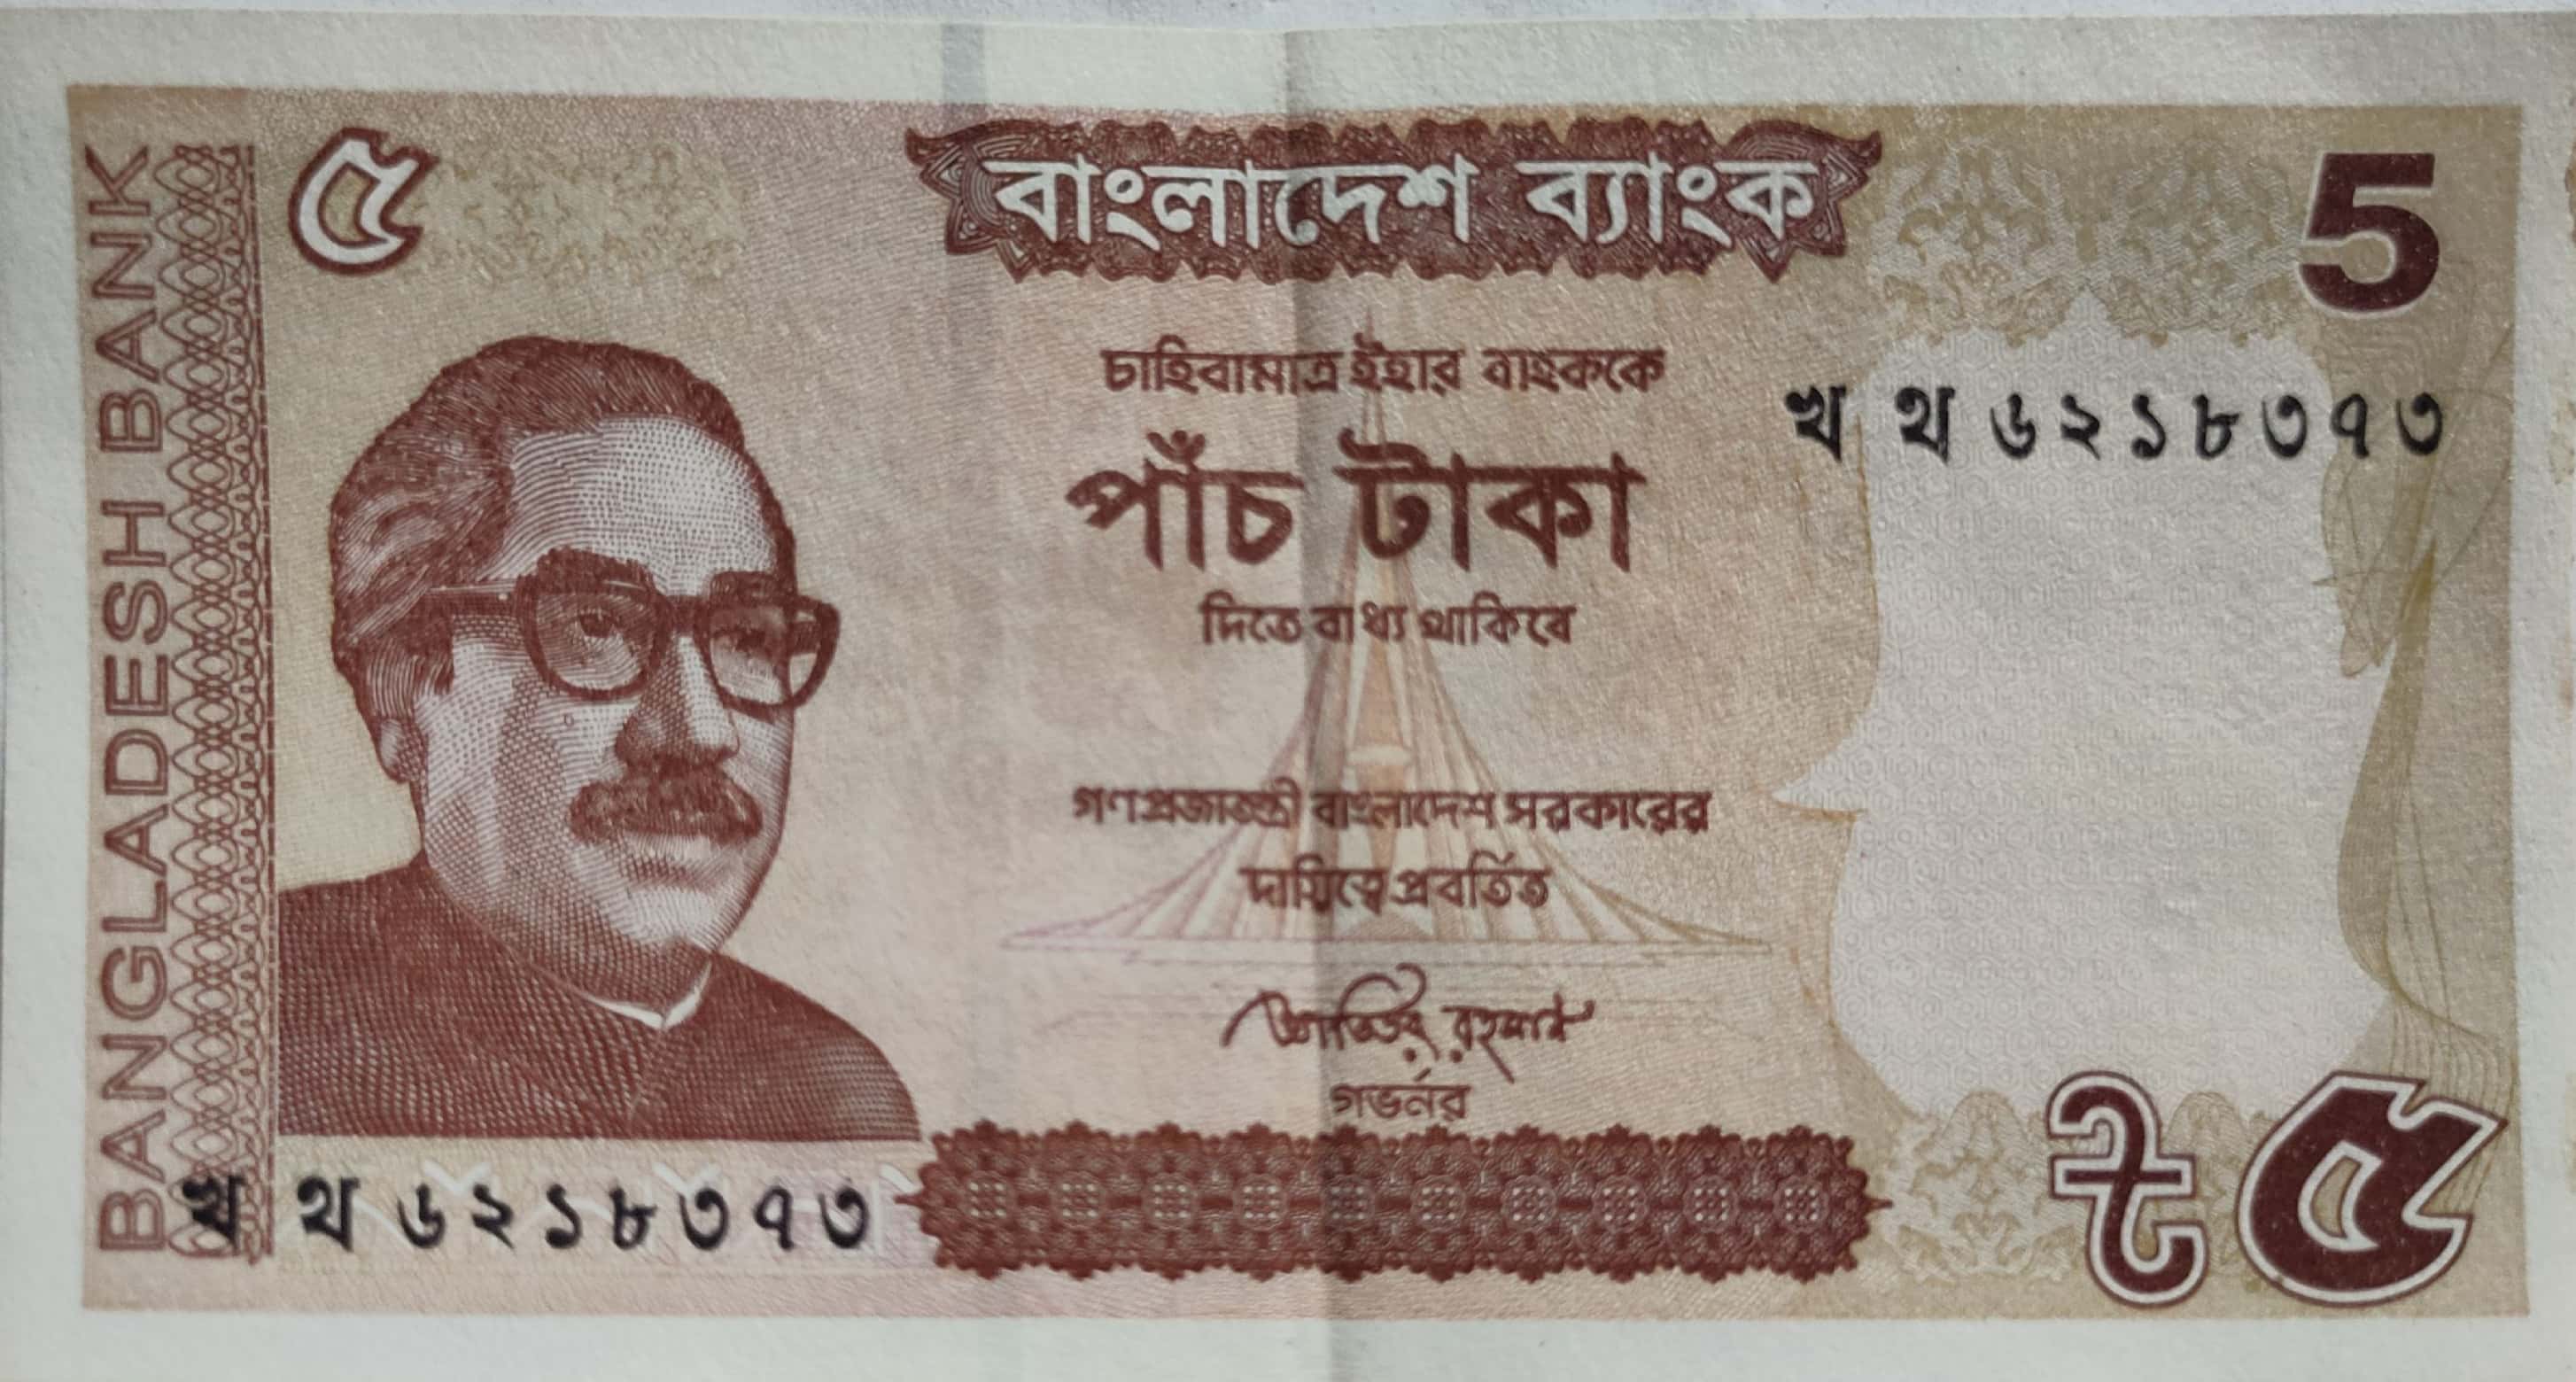 BANGLADESH BANK
৫
বাংলাদেশ ব্যাংক
5
চাহিবামাত্র ইহার বাহককে
খ থ ৬২১৮৩৭৩
পাঁচ টাকা
দিতে বাধ্য থাকিবে
গণপ্রজাতন্ত্রী বাংলাদেশ সরকারের
দায়িত্বে প্রবর্তিত
আতিউর রহমান
গভর্নর
খ থ ৬২১৮৩৭৩
৳ ৫